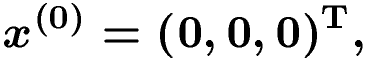 x^{(0)} = (0, 0, 0)^T,